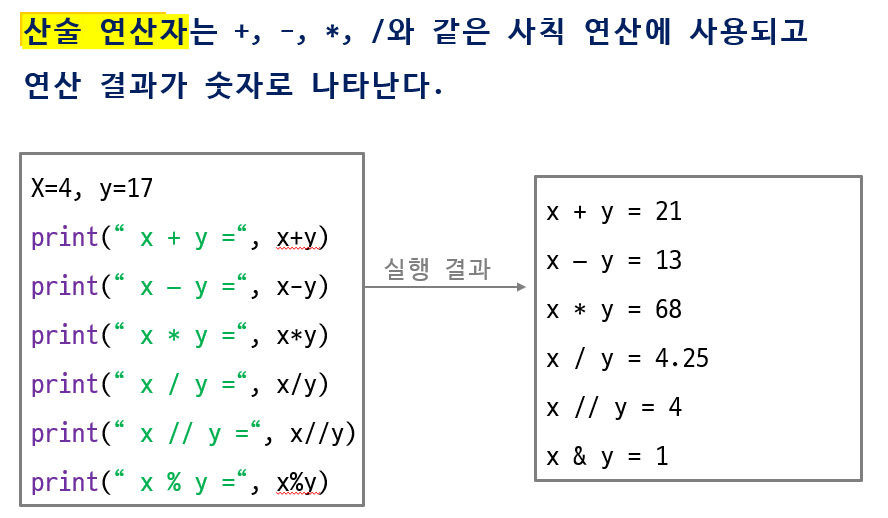 산술 연산자는 +, -, *, /와 같은 사칙 연산에 사용되고
연산 결과가 숫자로 나타난다.
X=4, y=17
print(“ x + y =“, x+y)
print(“ x – y =“, x-y)
print(“ x * y =“, x*y)
print(“ x / y =“, x/y)
print(“ x // y =“, x//y)
print(“ x % y =“, x%y)
실행 결과
x + y = 21
x – y = 13
x * y = 68
x / y = 4.25
x // y = 4
x & y = 1